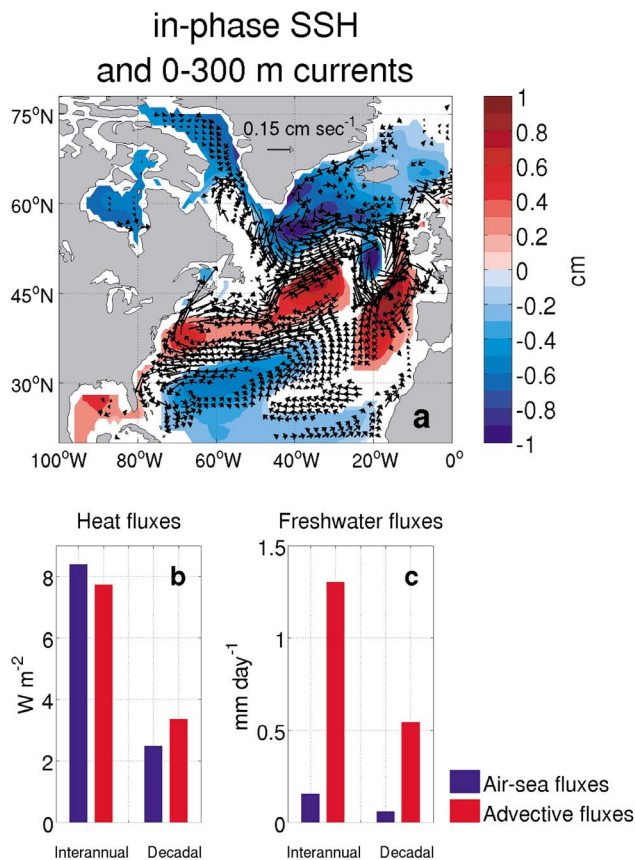 in-phase SSH
and 0-300 m currents
75°N
60°N
45°N
30°N
100°W 80°W 60°W 40°W 20°W 0°
0.15 cm sec⁻¹
a
1
0.8
0.6
0.4
0.2
0
-0.2
-0.4
-0.6
-0.8
-1
cm
Heat fluxes
b
8
6
4
2
0
W m⁻²
Interannual Decadal
Freshwater fluxes
c
1.5
1
0.5
0
mm day⁻¹
Interannual Decadal
Air-sea fluxes
Advective fluxes